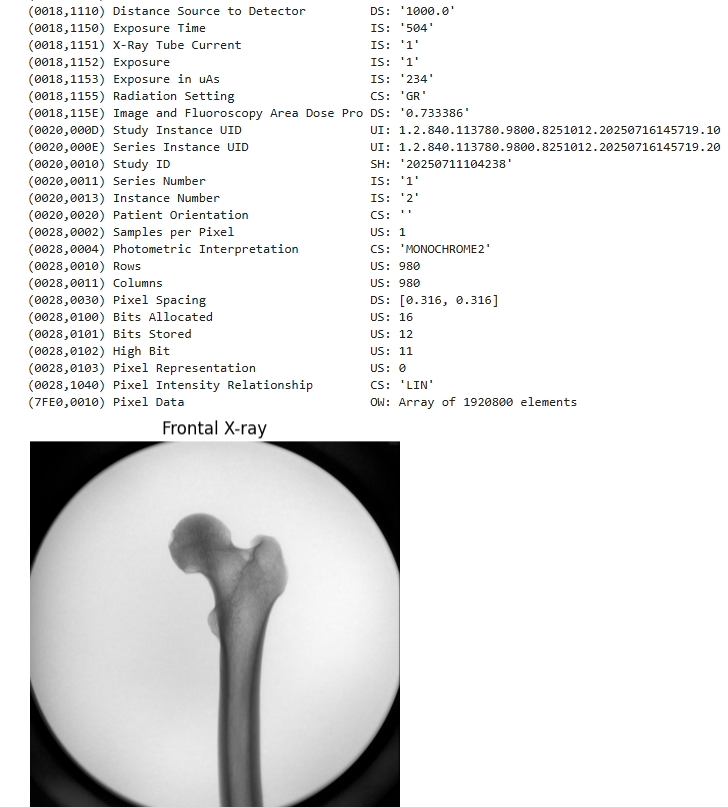 (0018,1110) Distance Source to Detector DS: '1000.0'
(0018,1150) Exposure Time IS: '504'
(0018,1151) X-Ray Tube Current IS: '1'
(0018,1152) Exposure IS: '1'
(0018,1153) Exposure in uAs IS: '234'
(0018,1155) Radiation Setting CS: 'GR'
(0018,115E) Image and Fluoroscopy Area Dose Pro DS: '0.733386'
(0020,000D) Study Instance UID UI: 1.2.840.113780.9800.8251012.20250716145719.10
(0020,000E) Series Instance UID UI: 1.2.840.113780.9800.8251012.20250716145719.20
(0020,0010) Study ID SH: '20250711104238'
(0020,0011) Series Number IS: '1'
(0020,0013) Instance Number IS: '2'
(0020,0020) Patient Orientation CS: ''
(0028,0002) Samples per Pixel US: 1
(0028,0004) Photometric Interpretation CS: 'MONOCHROME2'
(0028,0010) Rows US: 980
(0028,0011) Columns US: 980
(0028,0030) Pixel Spacing DS: [0.316, 0.316]
(0028,0100) Bits Allocated US: 16
(0028,0101) Bits Stored US: 12
(0028,0102) High Bit US: 11
(0028,0103) Pixel Representation US: 0
(0028,1040) Pixel Intensity Relationship CS: 'LIN'
(7FE0,0010) Pixel Data OW: Array of 1920800 elements
Frontal X-ray